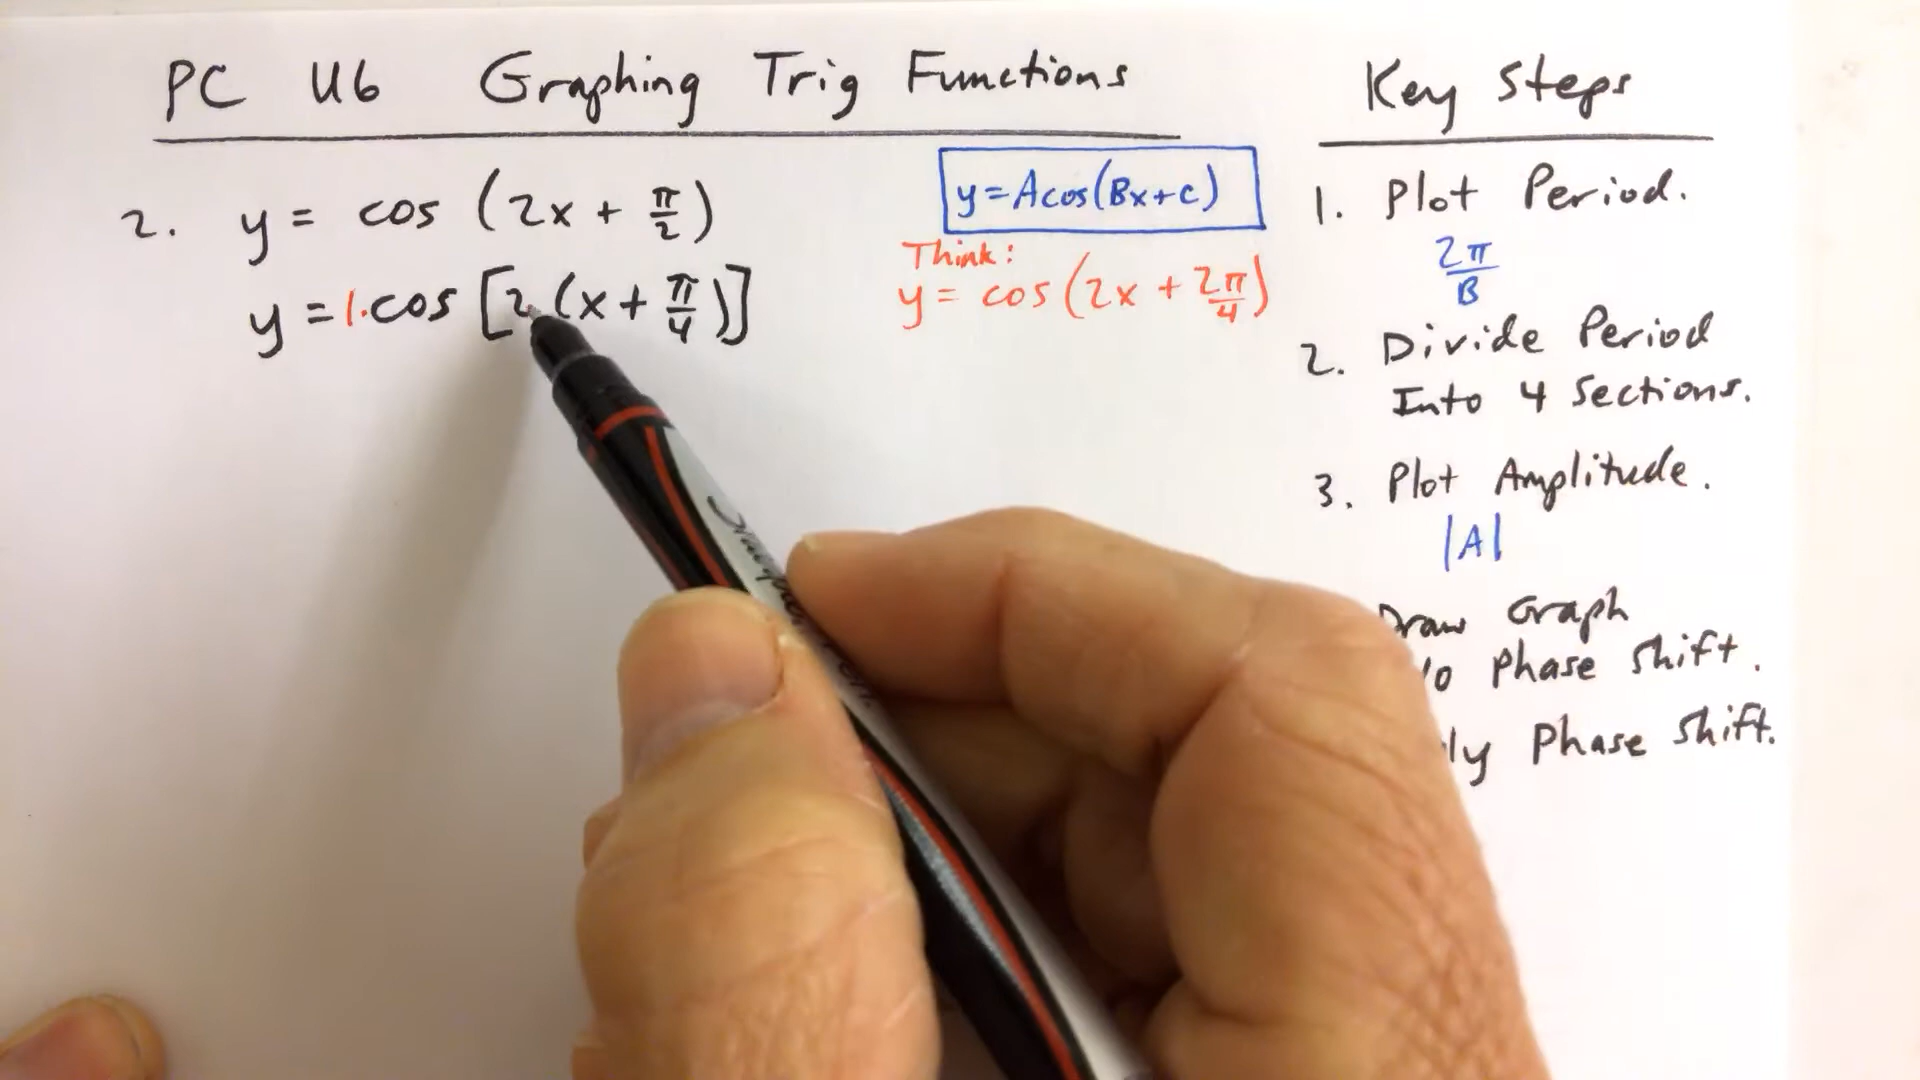 PC U6 Graphing Trig Functions
2. y = cos (2x + π/2)
y = 1·cos [2(x + π/4)]
y = A cos(Bx + C)
Think:
y = cos (2x + 2π/4)
Key Steps
1. Plot Period.
2π/B
2. Divide Period
Into 4 Sections.
3. Plot Amplitude.
|A|
Draw Graph
Phase Shift.
Phase Shift.